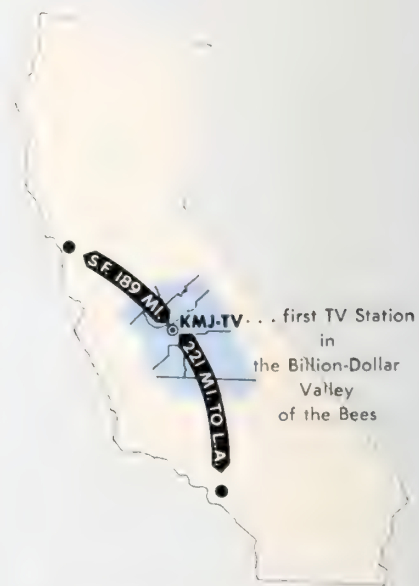 S.F. 189 MI.
KMJ-TV . . . first TV Station
in
the Billion-Dollar
Valley
of the Bees
221 MI. TO L.A.